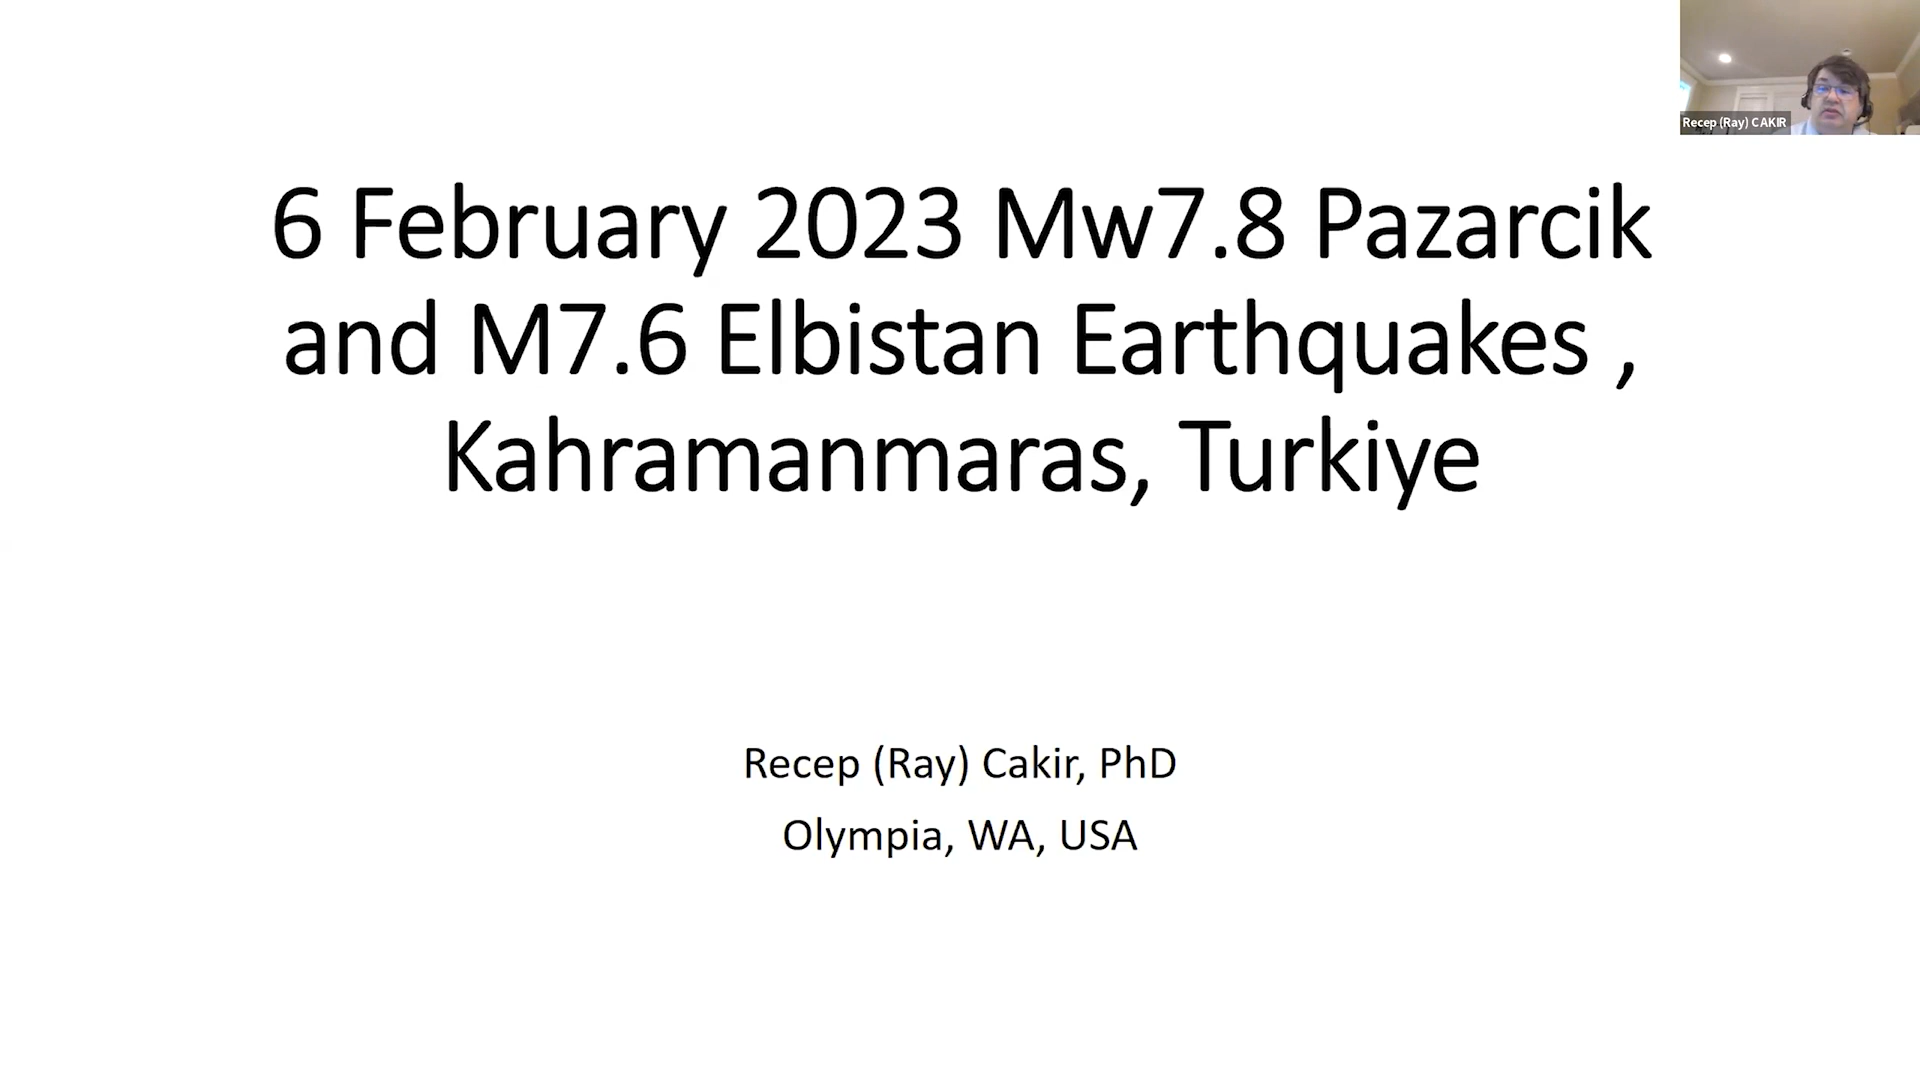 Recep (Ray) CAKIR
6 February 2023 Mw7.8 Pazarcik
and M7.6 Elbistan Earthquakes ,
Kahramanmaras, Turkiye
Recep (Ray) Cakir, PhD
Olympia, WA, USA